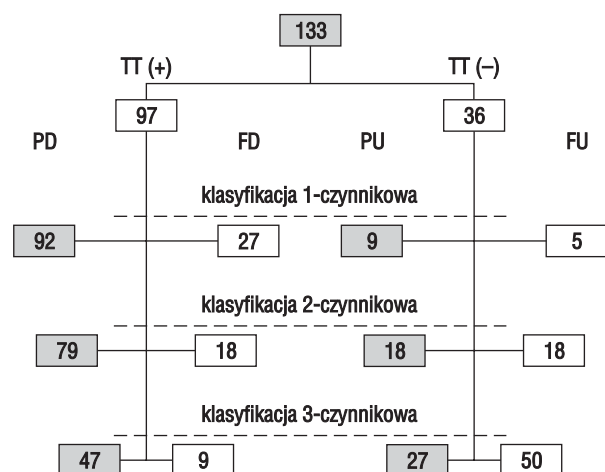 133
TT (+) TT (–)
97 36
PD FD PU FU
klasyfikacja 1-czynnikowa
92 27 9 5
klasyfikacja 2-czynnikowa
79 18 18 18
klasyfikacja 3-czynnikowa
47 9 27 50